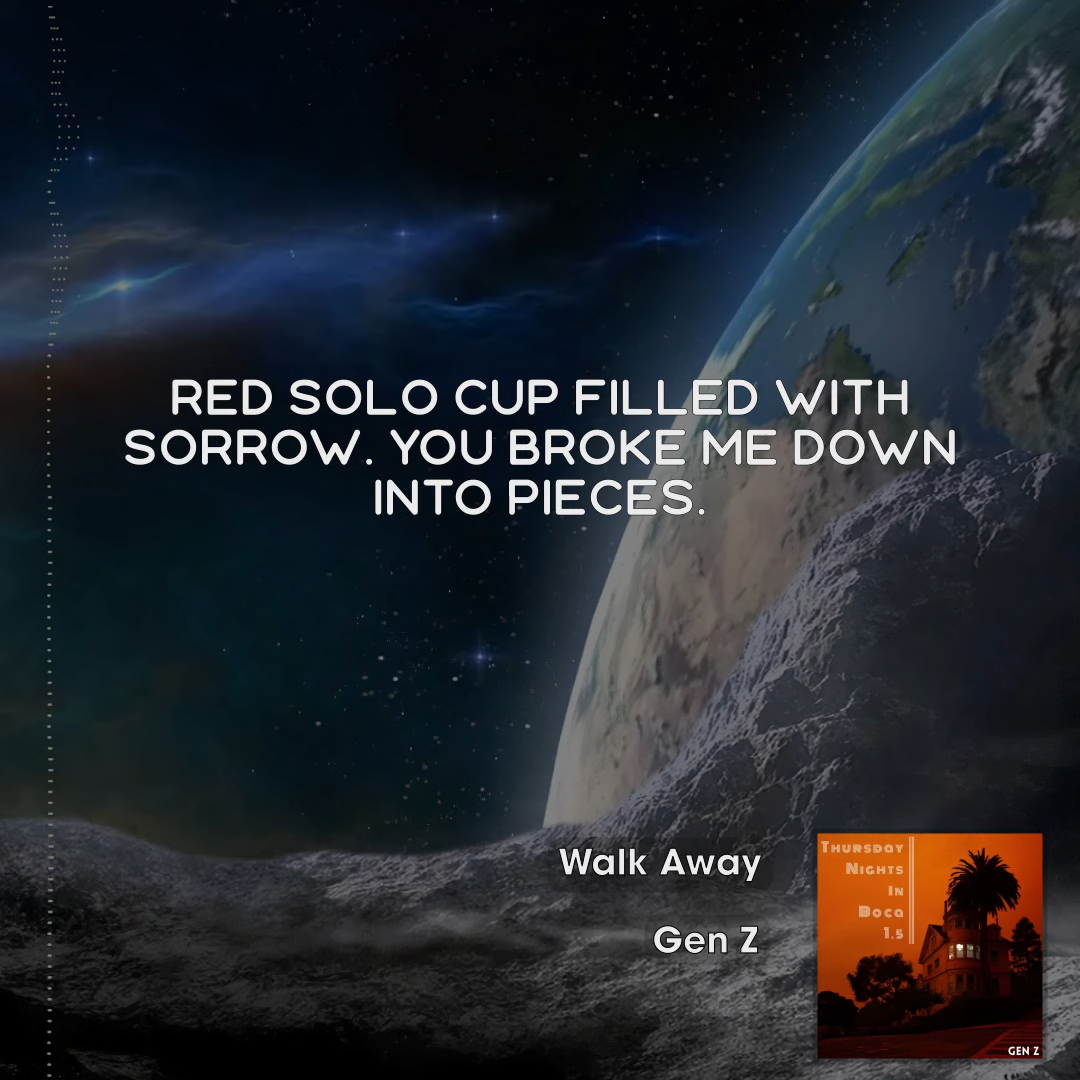 RED SOLO CUP FILLED WITH
SORROW. YOU BROKE ME DOWN
INTO PIECES.
Walk Away
Gen Z
Thursday
Nights
In
Boca
1.5
GEN Z